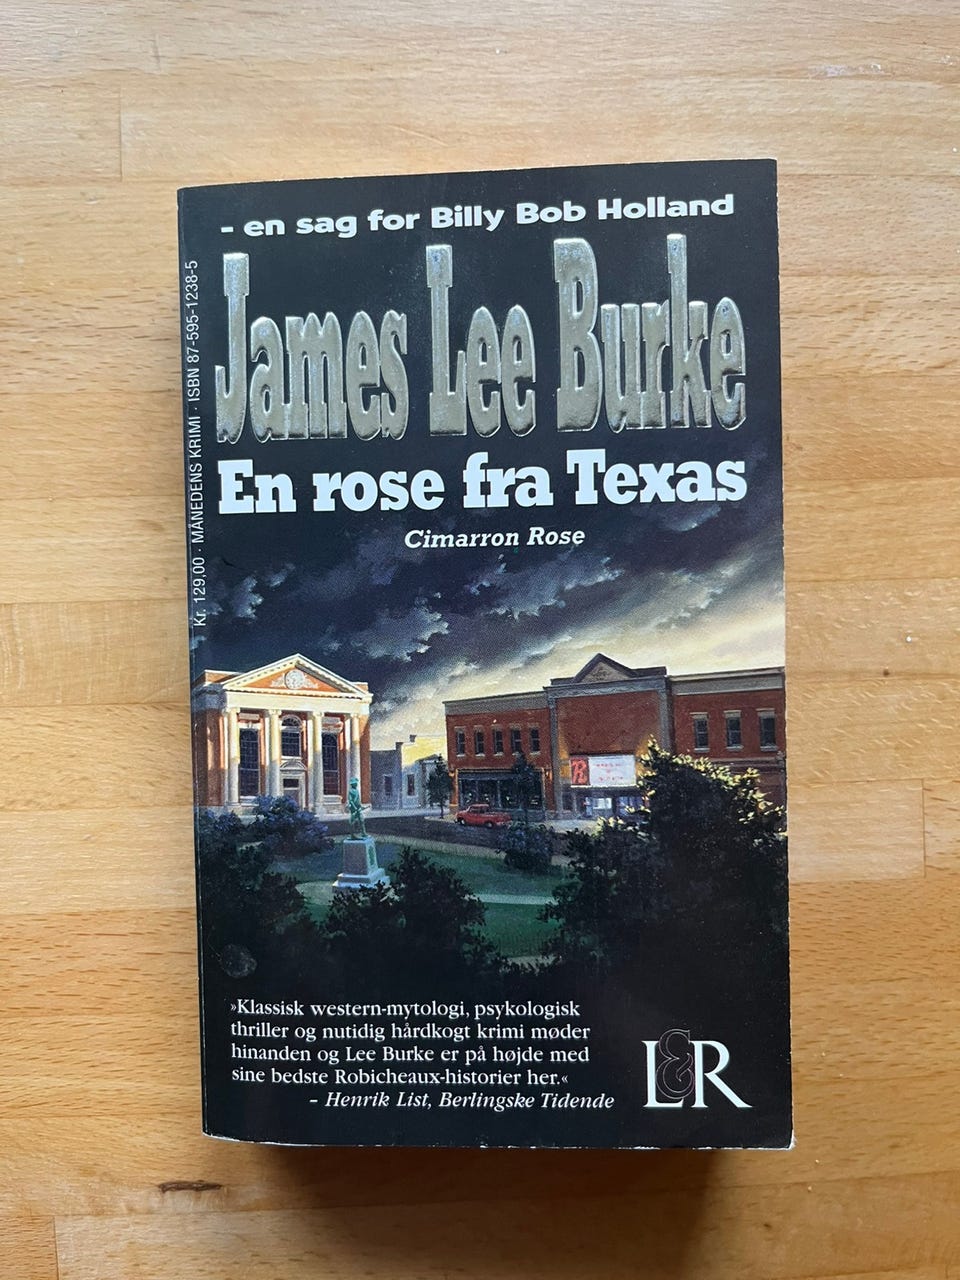 – en sag for Billy Bob Holland
James Lee Burke
En rose fra Texas
Cimarron Rose
Kr. 129,00 · MÅNEDENS KRIMI · ISBN 87-595-1238-5
R
»Klassisk western-mytologi, psykologisk
thriller og nutidig hårdkogt krimi møder
hinanden og Lee Burke er på højde med
sine bedste Robicheaux-historier her.«
– Henrik List, Berlingske Tidende
L&R